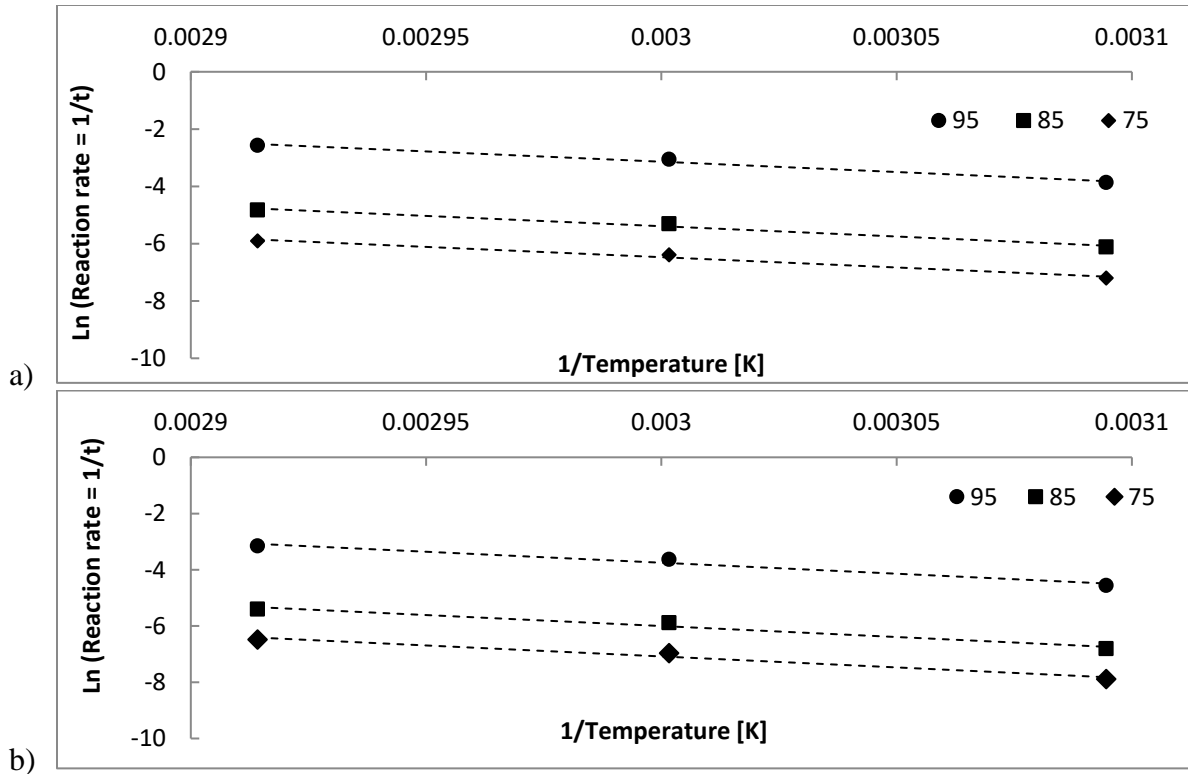 0.0029 0.00295 0.003 0.00305 0.0031
0
-2
-4
-6
-8
-10
Ln (Reaction rate = 1/t)
95 85 75
1/Temperature [K]
a)
0.0029 0.00295 0.003 0.00305 0.0031
0
-2
-4
-6
-8
-10
Ln (Reaction rate = 1/t)
95 85 75
1/Temperature [K]
b)